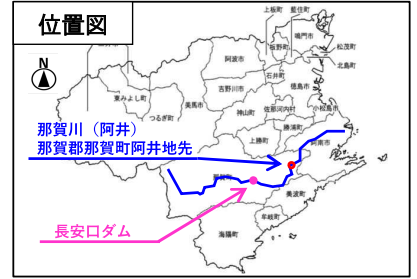 位置図
上板町
藍住町
鳴門市
松茂町
北島町
板野町
阿波市
石井町
徳島市
吉野川市
東みよし町
美馬市
つるぎ町
神山町
佐那河内村
小松島市
勝浦町
上勝町
N
那賀川（阿井）
那賀郡那賀町阿井地先
阿南市
那賀町
美波町
長安口ダム
牟岐町
海陽町